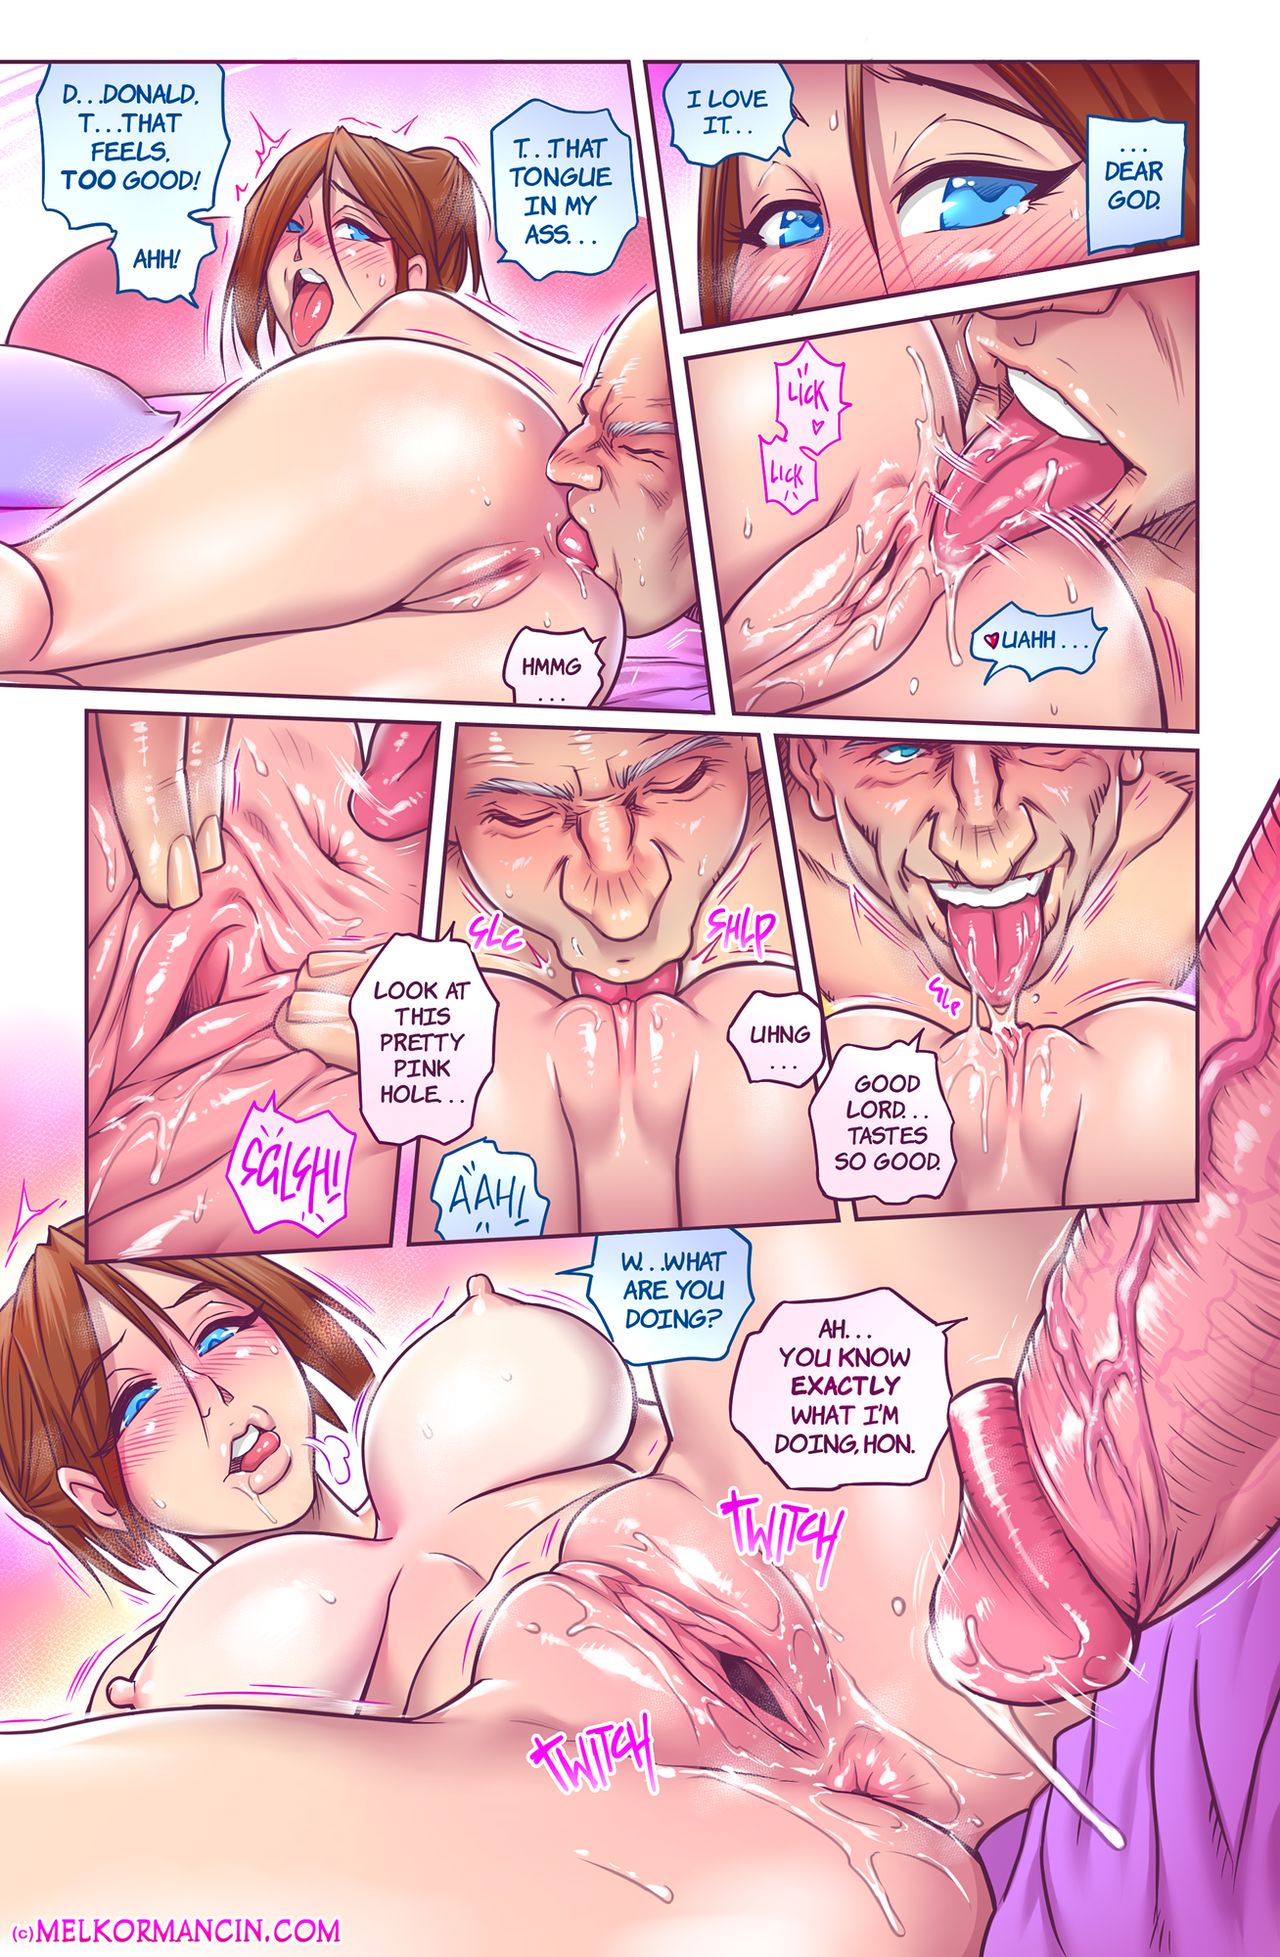 D...DONALD.
T...THAT
FEELS.
TOO GOOD!
AHH!
T...THAT
TONGUE
IN MY
ASS...
HMMG
...
I LOVE
IT...
...
DEAR
GOD.
LICK
LICK
UAHH...
LOOK AT
THIS
PRETTY
PINK
HOLE...
SGLSH!
SLC
SHLP
AAH!
UHNG
...
SLP
GOOD
LORD...
TASTES
SO GOOD.
W...WHAT
ARE YOU
DOING?
AH...
YOU KNOW
EXACTLY
WHAT I'M
DOING, HON.
TWITCH
TWITCH
(c)MELKORMANCIN.COM